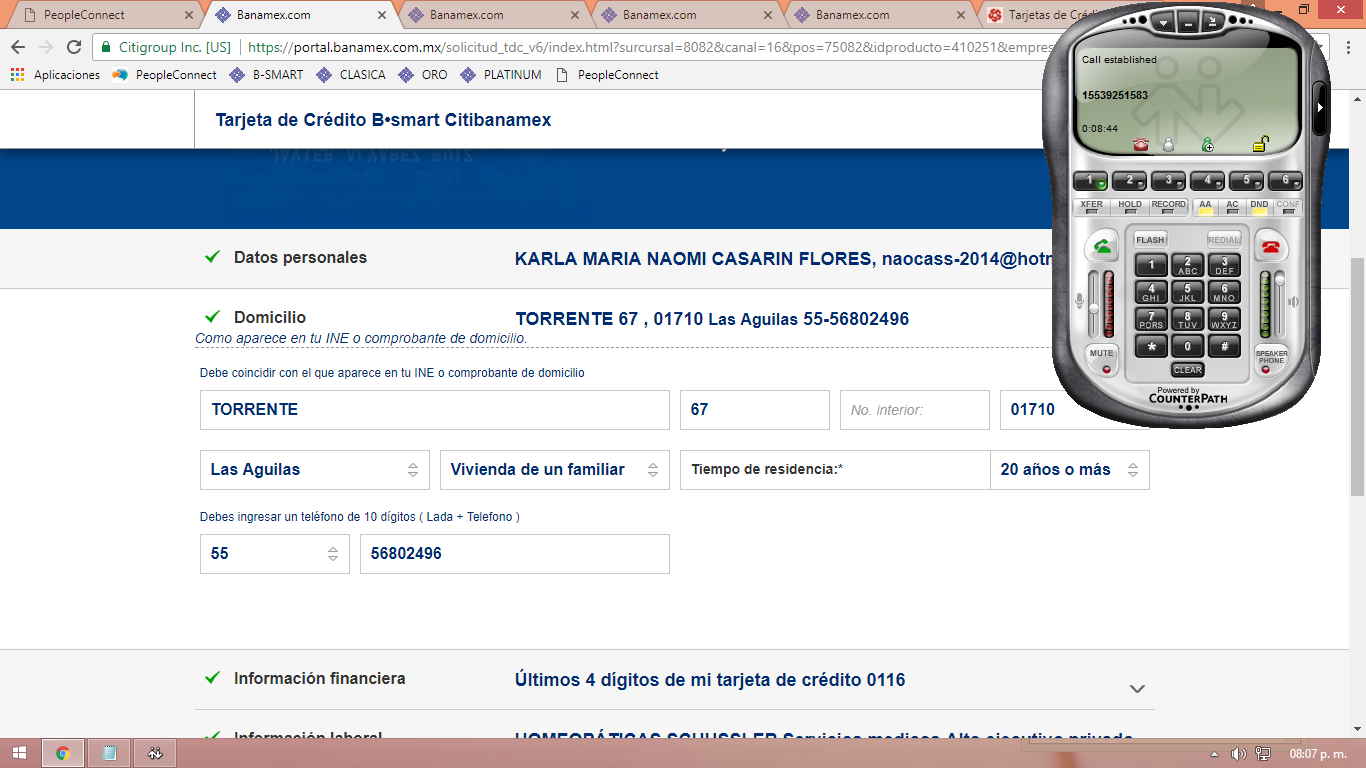 PeopleConnect
Banamex.com
Banamex.com
Banamex.com
Banamex.com
Tarjetas de Crédi
Citigroup Inc. [US] https://portal.banamex.com.mx/solicitud_tdc_v6/index.html?surcursal=8082&canal=16&pos=75082&idproducto=410251&empres
Aplicaciones PeopleConnect B-SMART CLASICA ORO PLATINUM PeopleConnect
Tarjeta de Crédito B•smart Citibanamex
Datos personales KARLA MARIA NAOMI CASARIN FLORES, naocass-2014@hotm
Domicilio TORRENTE 67 , 01710 Las Aguilas 55-56802496
Como aparece en tu INE o comprobante de domicilio.
Debe coincidir con el que aparece en tu INE o comprobante de domicilio
TORRENTE 67 No. interior: 01710
Las Aguilas Vivienda de un familiar Tiempo de residencia:* 20 años o más
Debes ingresar un teléfono de 10 dígitos ( Lada + Telefono )
55 56802496
Información financiera Últimos 4 dígitos de mi tarjeta de crédito 0116
Información laboral HOMEOPÁTICAS SCHUSSLER Servicios medicos Alto ejecutivo privado
Call established
15539251583
0:08:44
1 2 3 4 5 6
XFER HOLD RECORD AA AC DND CONF
FLASH REDIAL
1 2 ABC 3 DEF
4 GHI 5 JKL 6 MNO
7 PQRS 8 TUV 9 WXYZ
* 0 #
MUTE CLEAR SPEAKER PHONE
Powered by
COUNTERPATH
08:07 p. m.